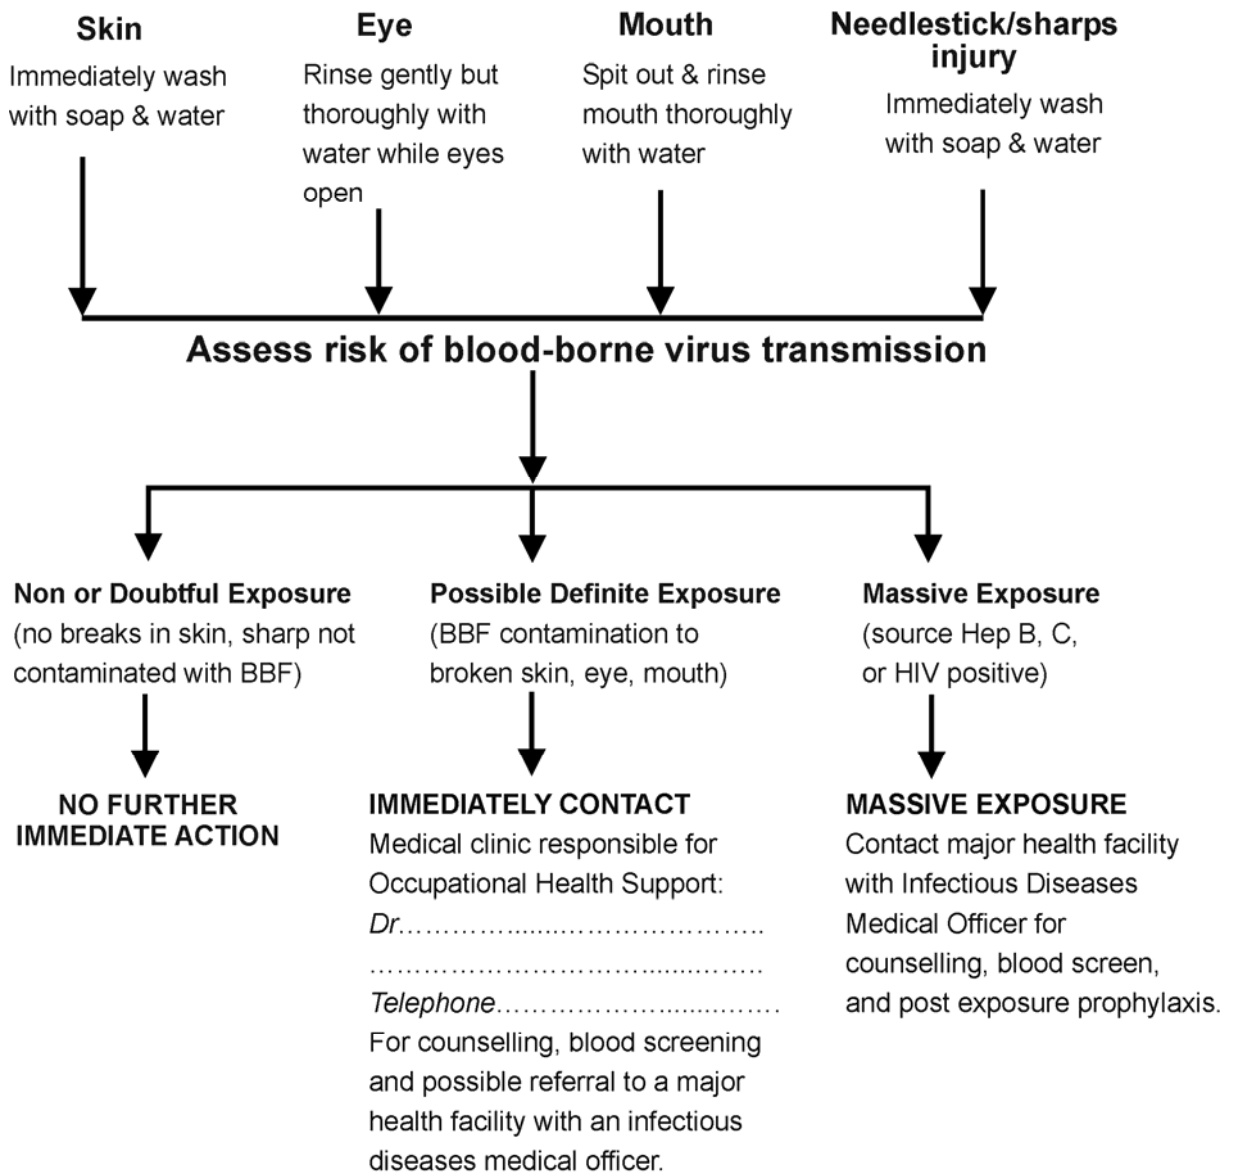 Skin
Immediately wash
with soap & water
Eye
Rinse gently but
thoroughly with
water while eyes
open
Mouth
Spit out & rinse
mouth thoroughly
with water
Needlestick/sharps
injury
Immediately wash
with soap & water
Assess risk of blood-borne virus transmission
Non or Doubtful Exposure
(no breaks in skin, sharp not
contaminated with BBF)
NO FURTHER
IMMEDIATE ACTION
Possible Definite Exposure
(BBF contamination to
broken skin, eye, mouth)
IMMEDIATELY CONTACT
Medical clinic responsible for
Occupational Health Support:
Dr………….......…………………..
………………………….......……..
Telephone……………….......…….
For counselling, blood screening
and possible referral to a major
health facility with an infectious
diseases medical officer.
Massive Exposure
(source Hep B, C,
or HIV positive)
MASSIVE EXPOSURE
Contact major health facility
with Infectious Diseases
Medical Officer for
counselling, blood screen,
and post exposure prophylaxis.